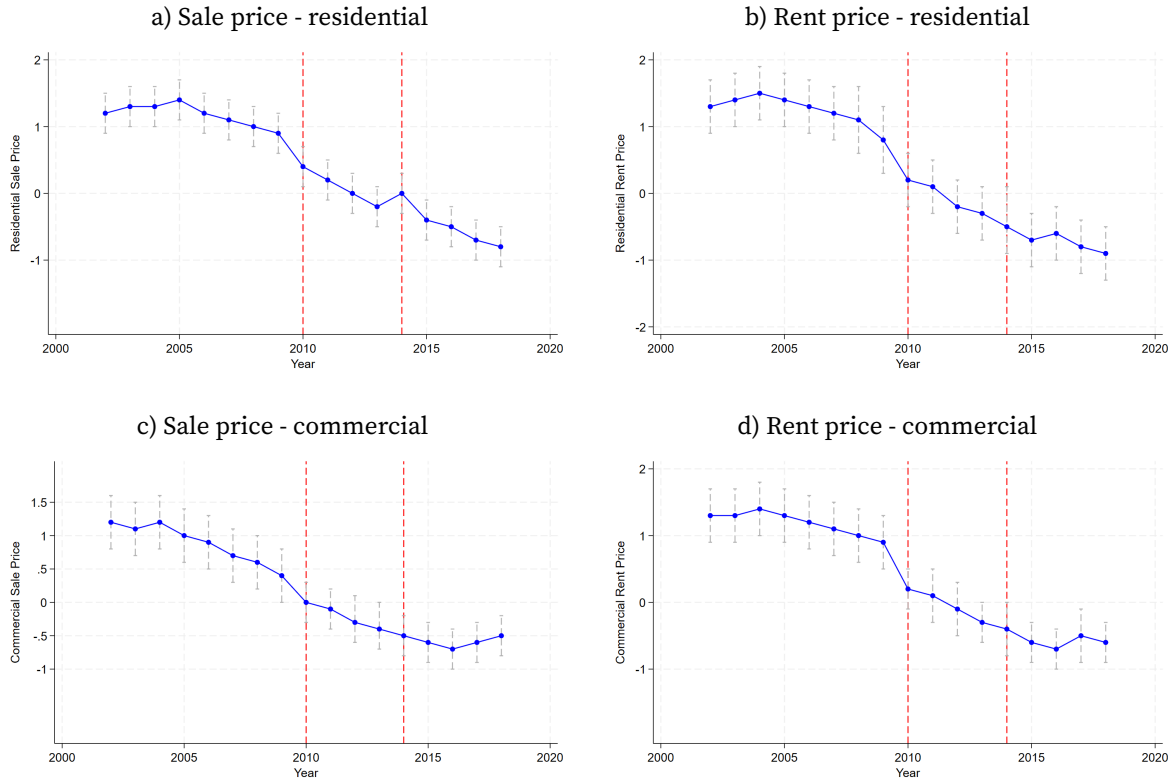 a) Sale price - residential
2
1
0
-1
Residential Sale Price
2000 2005 2010 2015 2020
Year
b) Rent price - residential
2
1
0
-1
-2
Residential Rent Price
2000 2005 2010 2015 2020
Year
c) Sale price - commercial
1.5
1
.5
0
-.5
-1
Commercial Sale Price
2000 2005 2010 2015 2020
Year
d) Rent price - commercial
2
1
0
-1
Commercial Rent Price
2000 2005 2010 2015 2020
Year